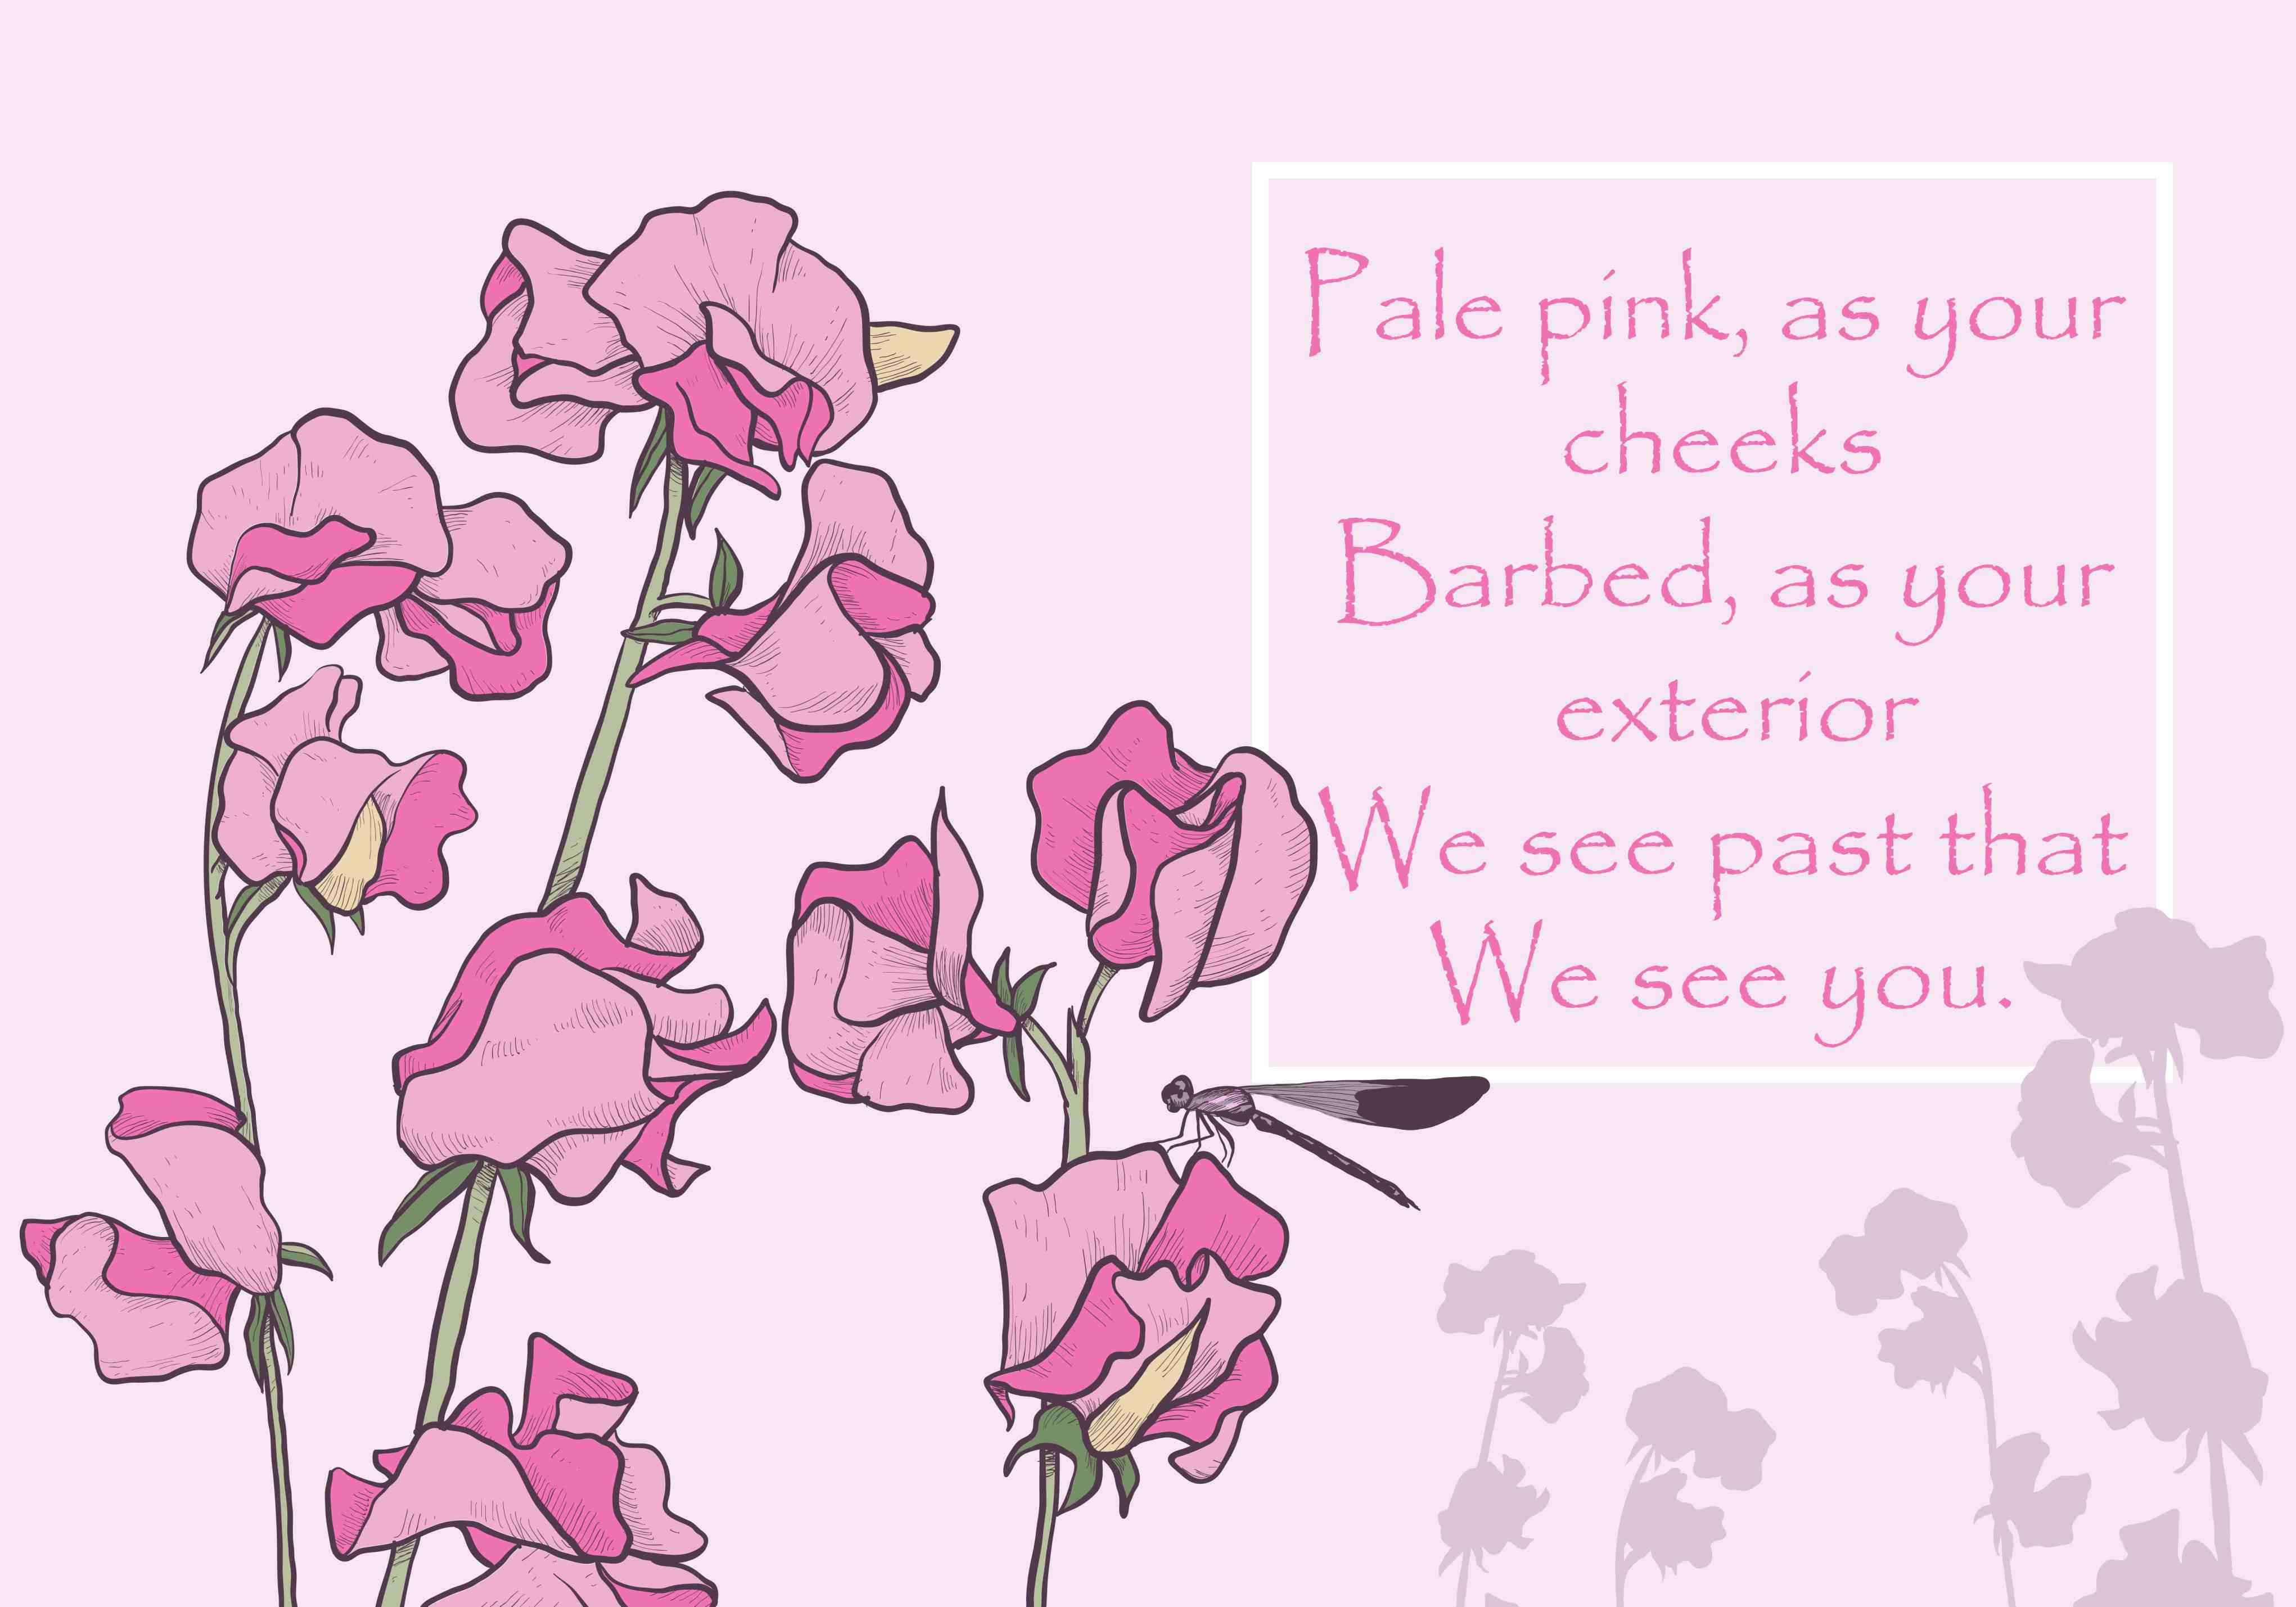 Pale pink, as your
cheeks
Barbed, as your
exterior
We see past that
We see you.